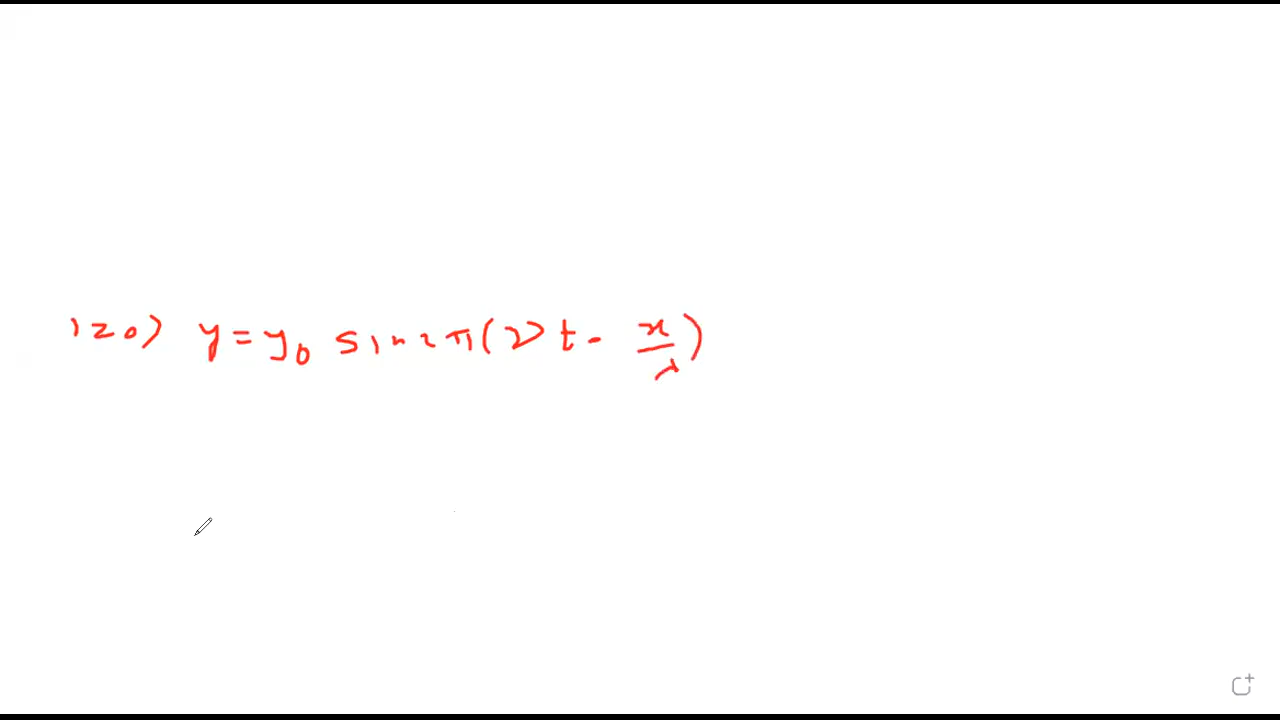 120) y = y₀ sin 2π(νt - x/λ)